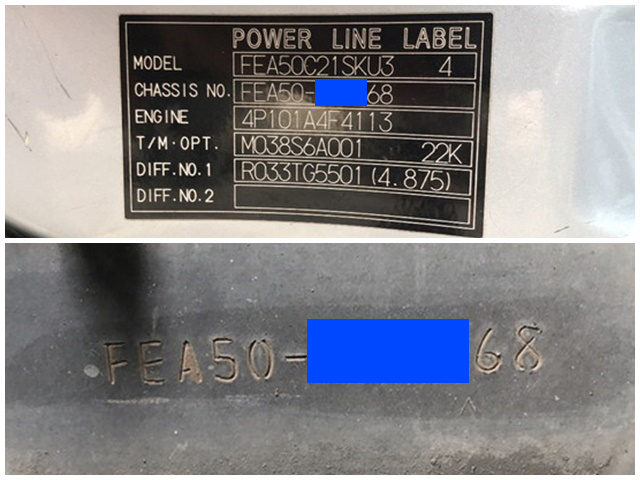 POWER LINE LABEL
MODEL FEA50C21SKU3 4
CHASSIS NO. FEA50- 68
ENGINE 4P101A4F4113
T/M·OPT. M038S6A001 22K
DIFF.NO.1 R033TG5501 (4.875)
DIFF.NO.2
FEA50- 68